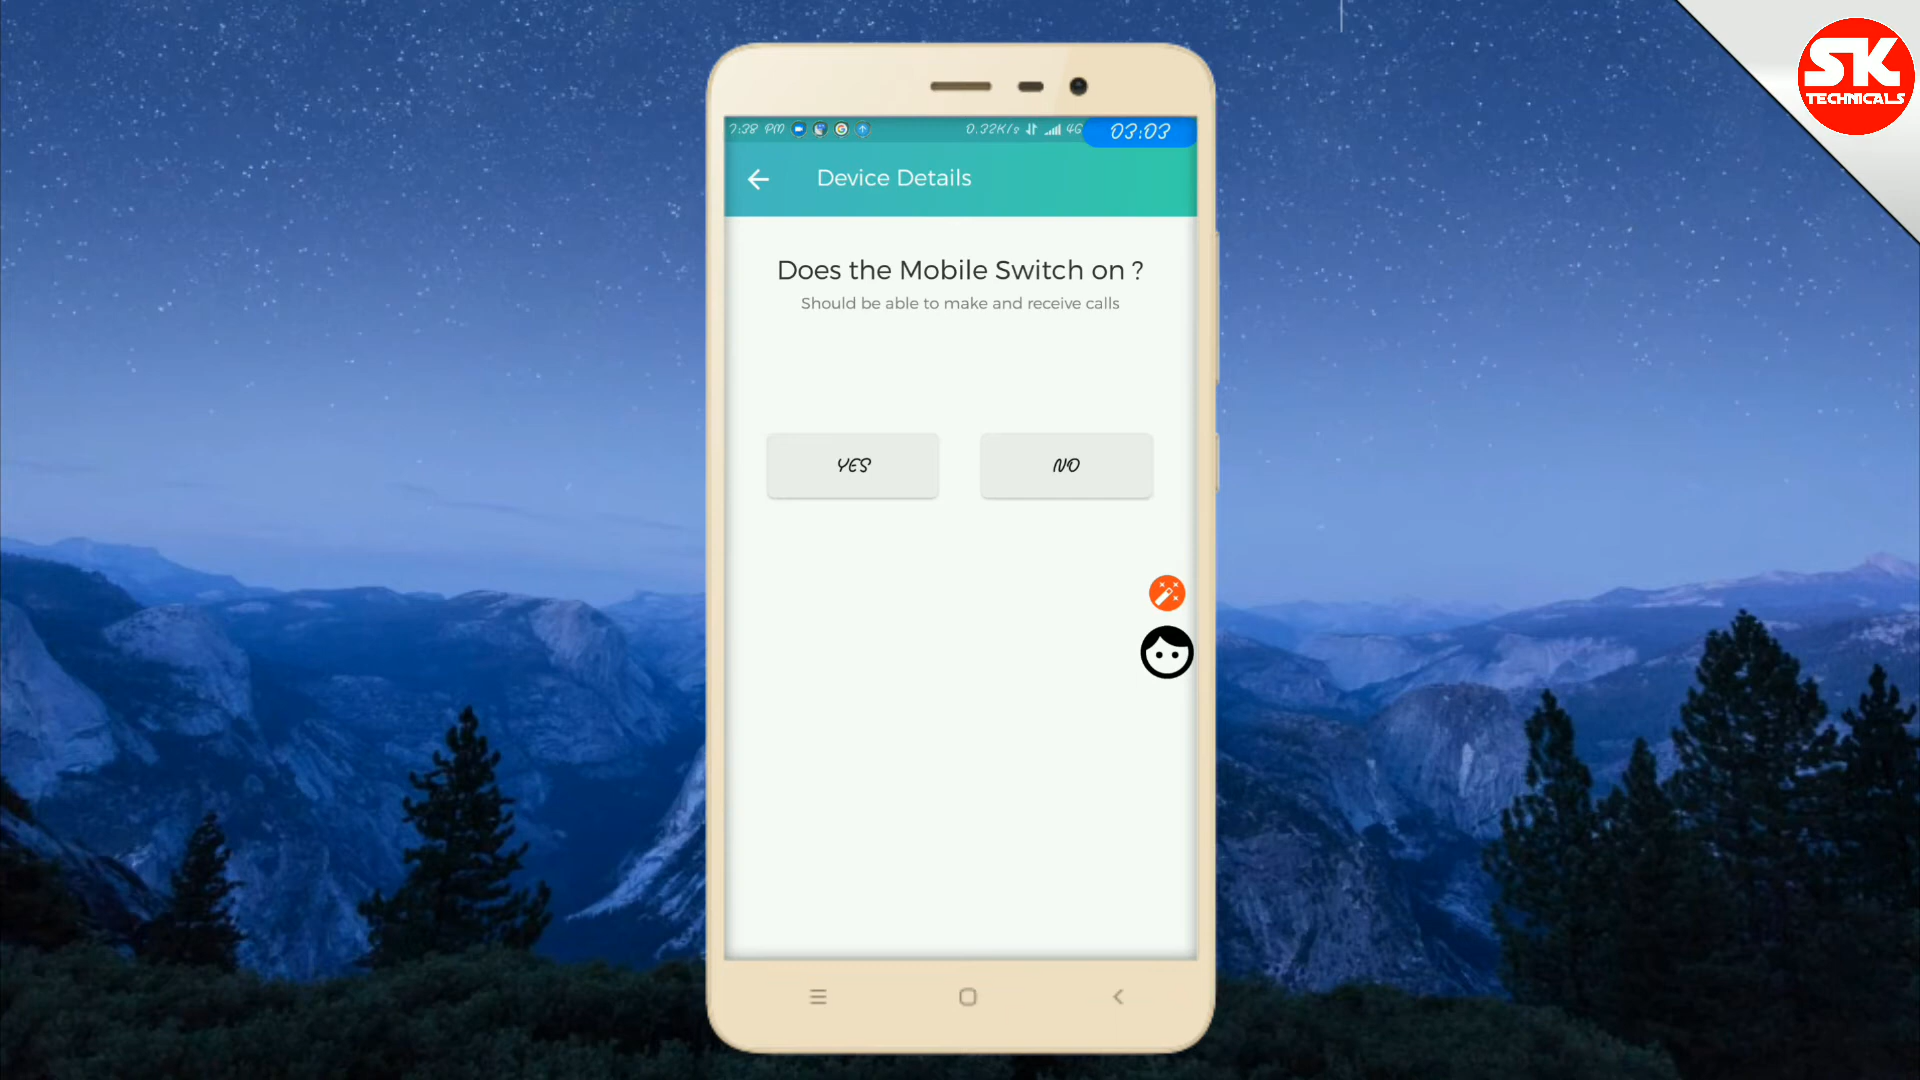 SK
TECHNICALS
7:38 PM
0.32K/s
4G
03:03
Device Details
Does the Mobile Switch on ?
Should be able to make and receive calls
YES
NO